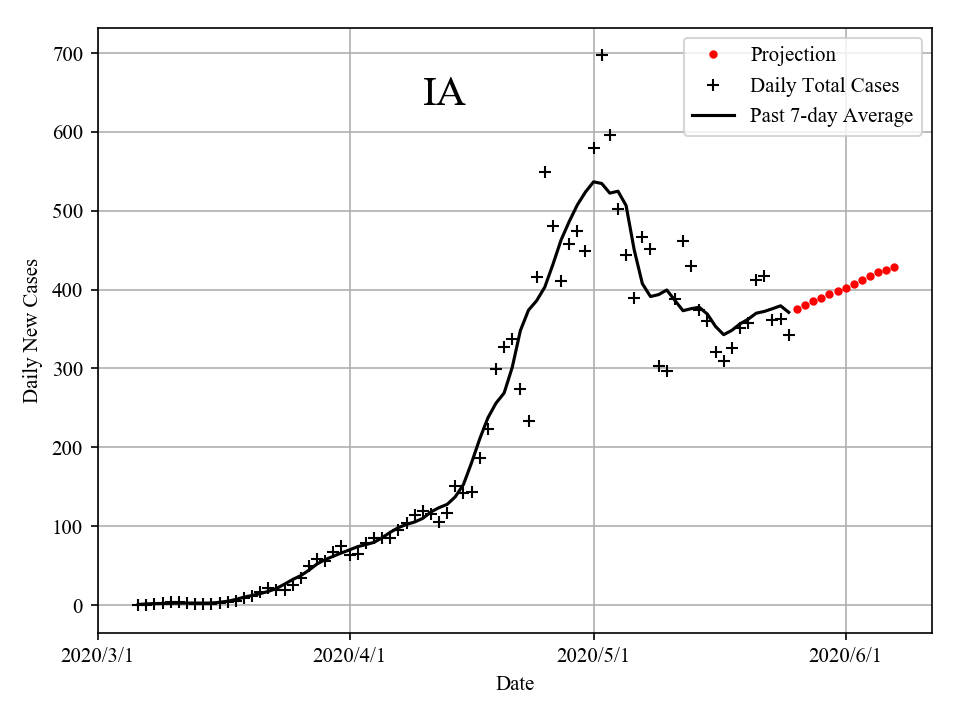 IA
Projection
Daily Total Cases
Past 7-day Average
700
600
500
400
300
200
100
0
Daily New Cases
2020/3/1
2020/4/1
2020/5/1
2020/6/1
Date